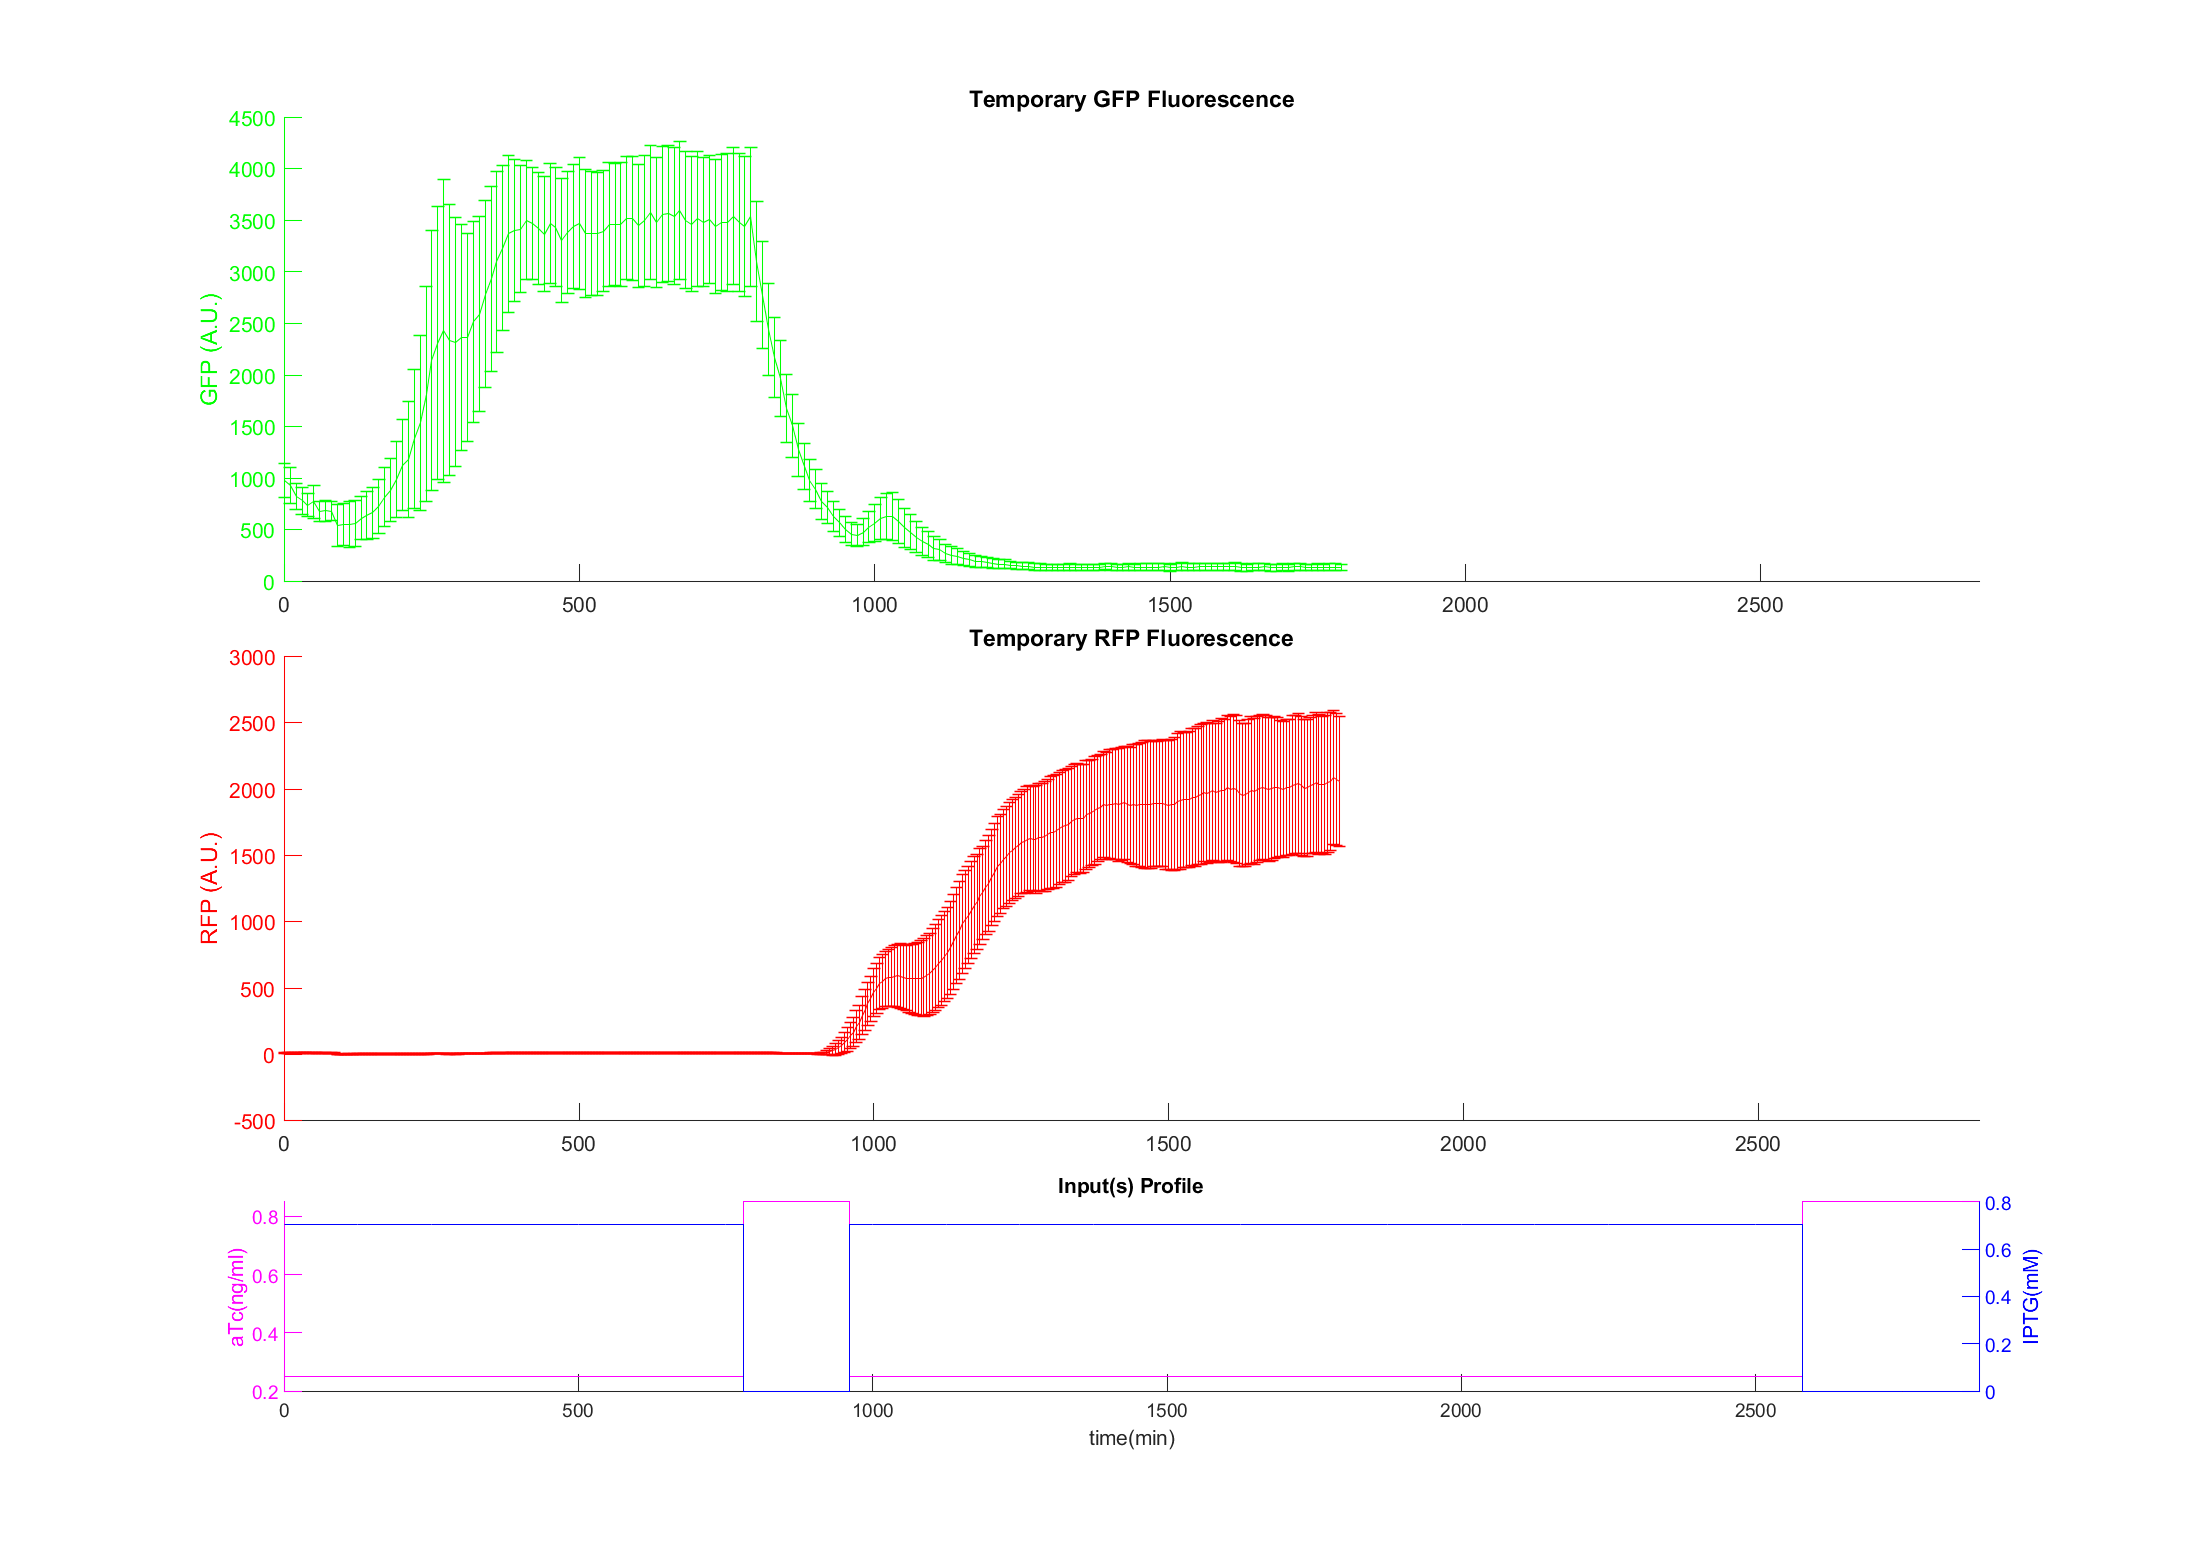 Temporary GFP Fluorescence
4500
4000
3500
3000
2500
2000
1500
1000
500
0
GFP (A.U.)
0 500 1000 1500 2000 2500
Temporary RFP Fluorescence
3000
2500
2000
1500
1000
500
0
-500
RFP (A.U.)
0 500 1000 1500 2000 2500
Input(s) Profile
0.8
0.6
0.4
0.2
aTc(ng/ml)
0.8
0.6
0.4
0.2
0
IPTG(mM)
0 500 1000 1500 2000 2500
time(min)